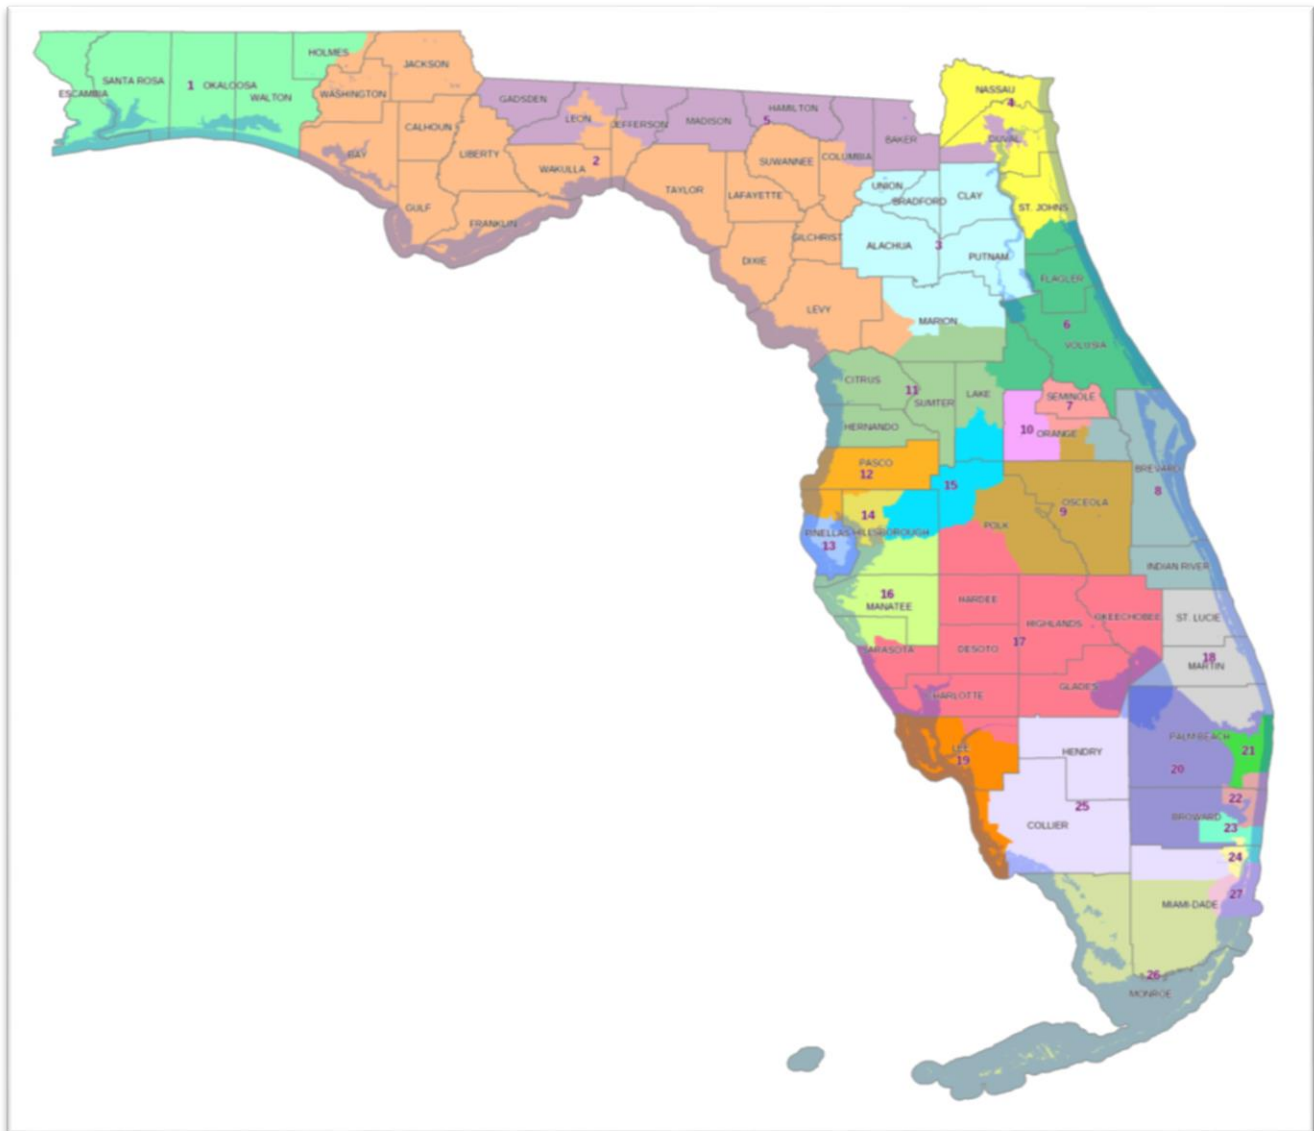 JACKSON
HOLMES
SANTA ROSA
1
OKALOOSA
ESCAMBIA
WASHINGTON
WALTON
NASSAU
4
GADSDEN
HAMILTON
LEON
5
JEFFERSON
MADISON
CALHOUN
DUVAL
BAKER
BAY
LIBERTY
2
SUWANNEE
COLUMBIA
WAKULLA
UNION
TAYLOR
LAFAYETTE
BRADFORD
CLAY
GULF
ST. JOHNS
FRANKLIN
GILCHRIST
ALACHUA
3
PUTNAM
DIXIE
FLAGLER
LEVY
MARION
6
VOLUSIA
CITRUS
11
SUMTER
LAKE
SEMINOLE
7
HERNANDO
10
ORANGE
PASCO
12
BREVARD
15
8
OSCEOLA
9
14
POLK
PINELLAS
HILLSBOROUGH
13
INDIAN RIVER
16
MANATEE
HARDEE
HIGHLANDS
OKEECHOBEE
ST. LUCIE
17
SARASOTA
DESOTO
18
MARTIN
GLADES
CHARLOTTE
PALM BEACH
LEE
19
HENDRY
21
20
22
25
BROWARD
COLLIER
23
24
27
MIAMI-DADE
26
MONROE